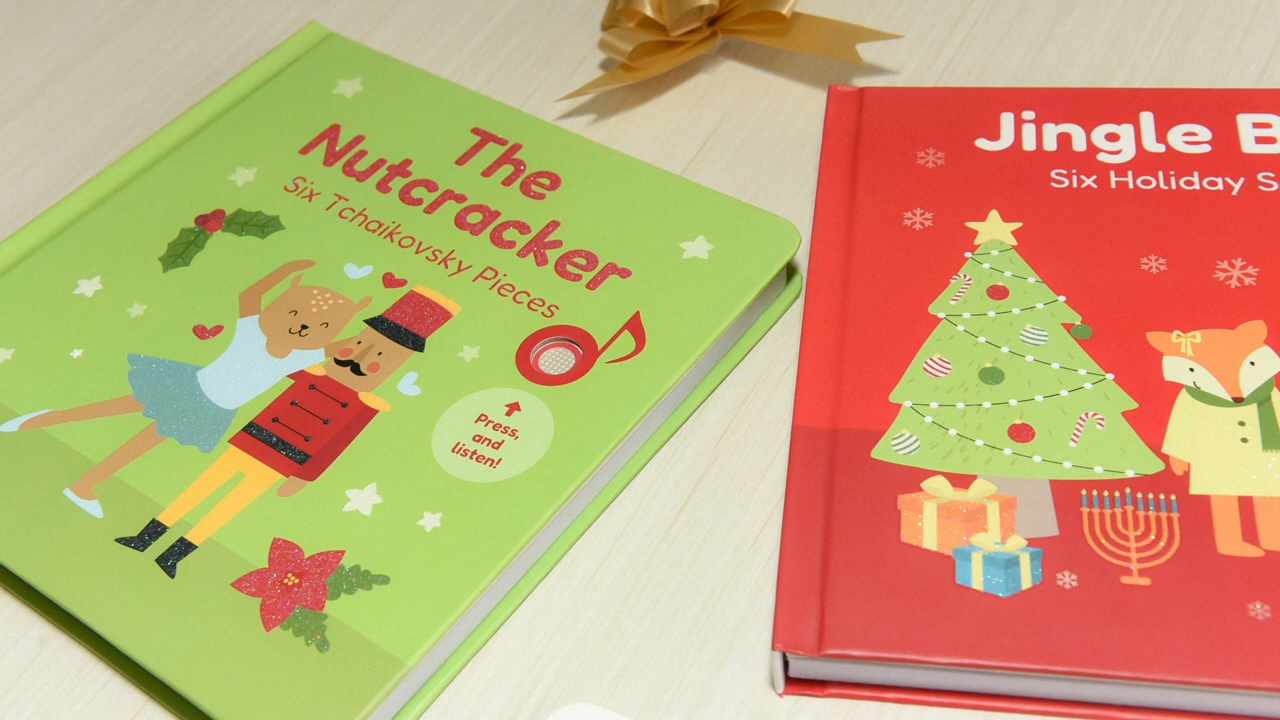 The
Nutcracker
Six Tchaikovsky Pieces
Press,
and
listen!
Jingle
Six Holiday